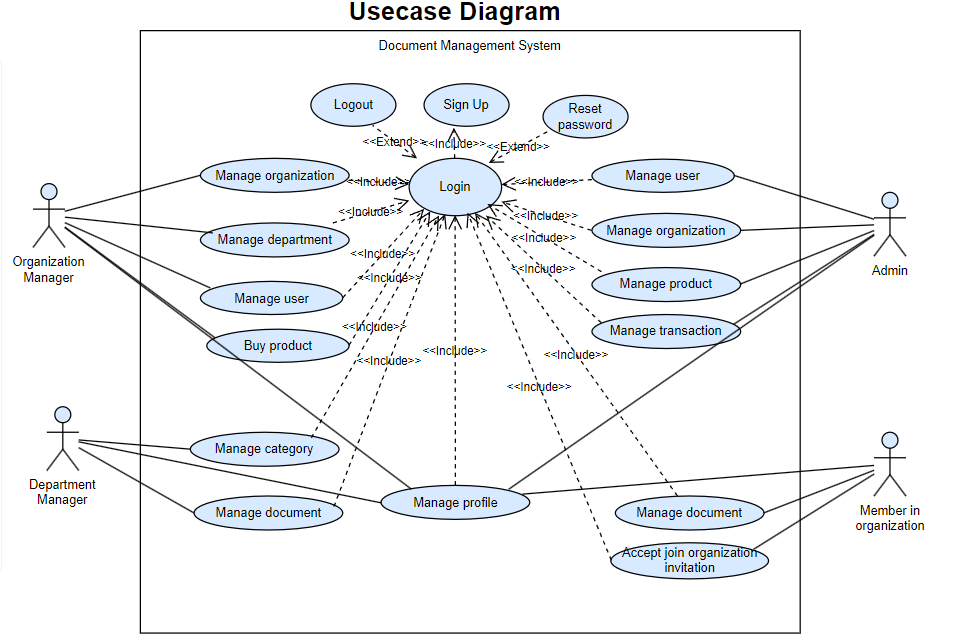 Usecase Diagram
Document Management System
Logout
Sign Up
Reset
password
<<Extend>>
<<Include>>
<<Extend>>
Manage organization
<<Include>>
Login
<<Include>>
Manage user
<<Include>>
<<Include>>
Manage organization
Manage department
<<Include>>
Organization
Manager
<<Include>>
Admin
<<Include>>
<<Include>>
Manage product
Manage user
<<Include>>
Manage transaction
Buy product
<<Include>>
<<Include>>
<<Include>>
<<Include>>
Manage category
Department
Manager
Manage document
Manage profile
Manage document
Member in
organization
Accept join organization
invitation